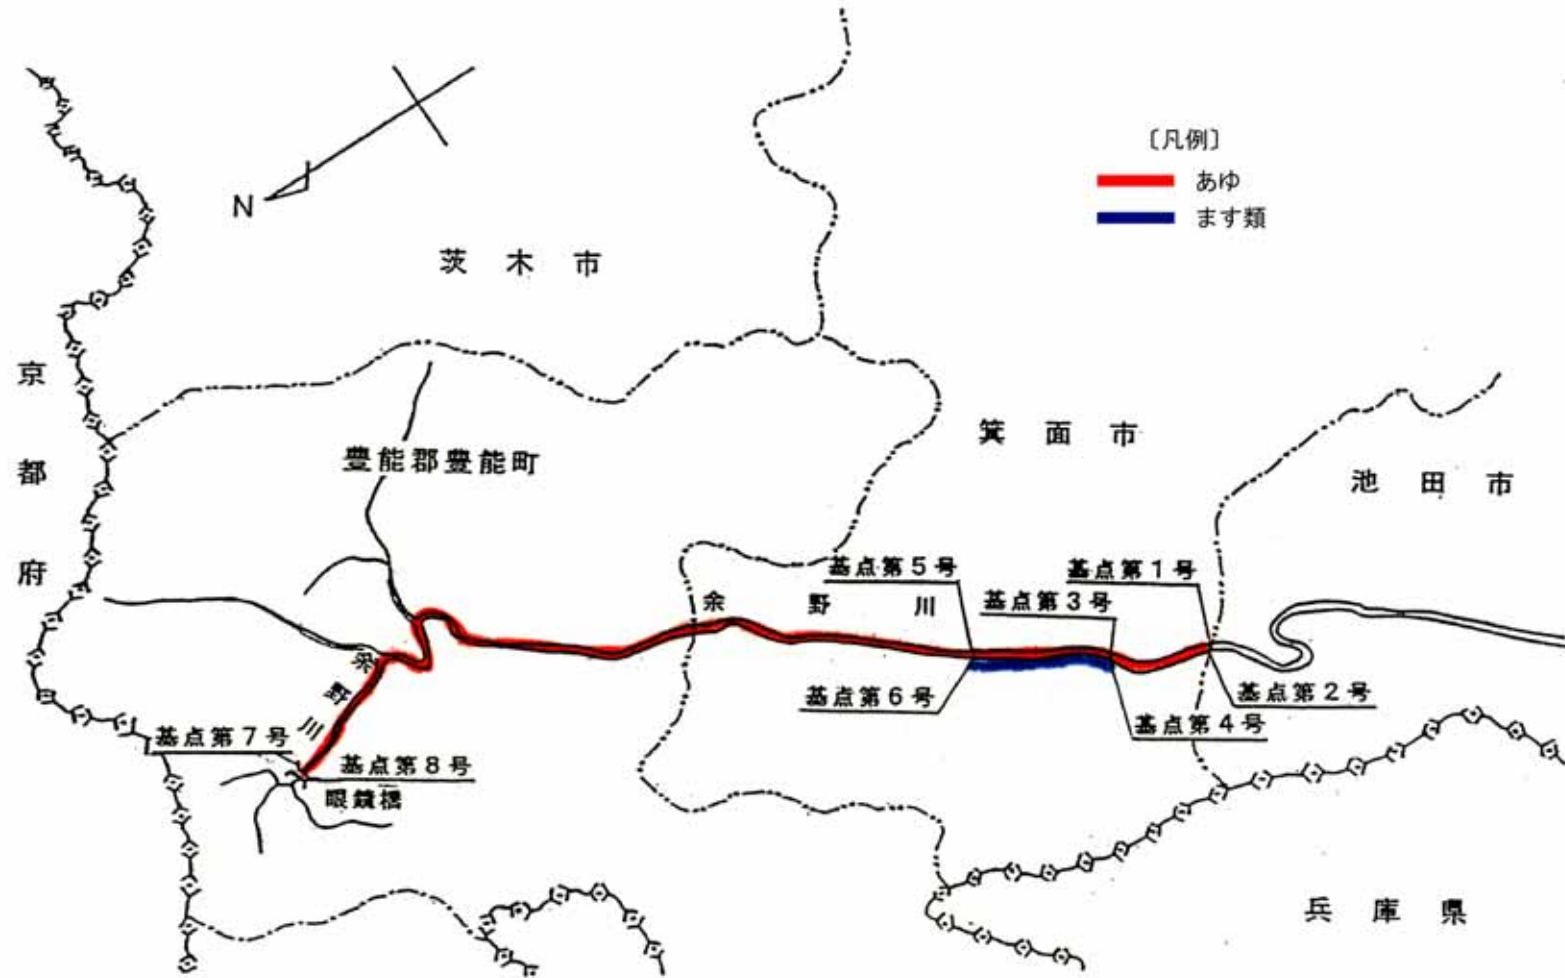 〔凡例〕
あゆ
ます類
N
茨木市
京都府
豊能郡豊能町
箕面市
池田市
基点第5号
基点第1号
余野川
基点第3号
余野川
基点第6号
基点第2号
基点第4号
基点第7号
基点第8号
眼鏡橋
兵庫県